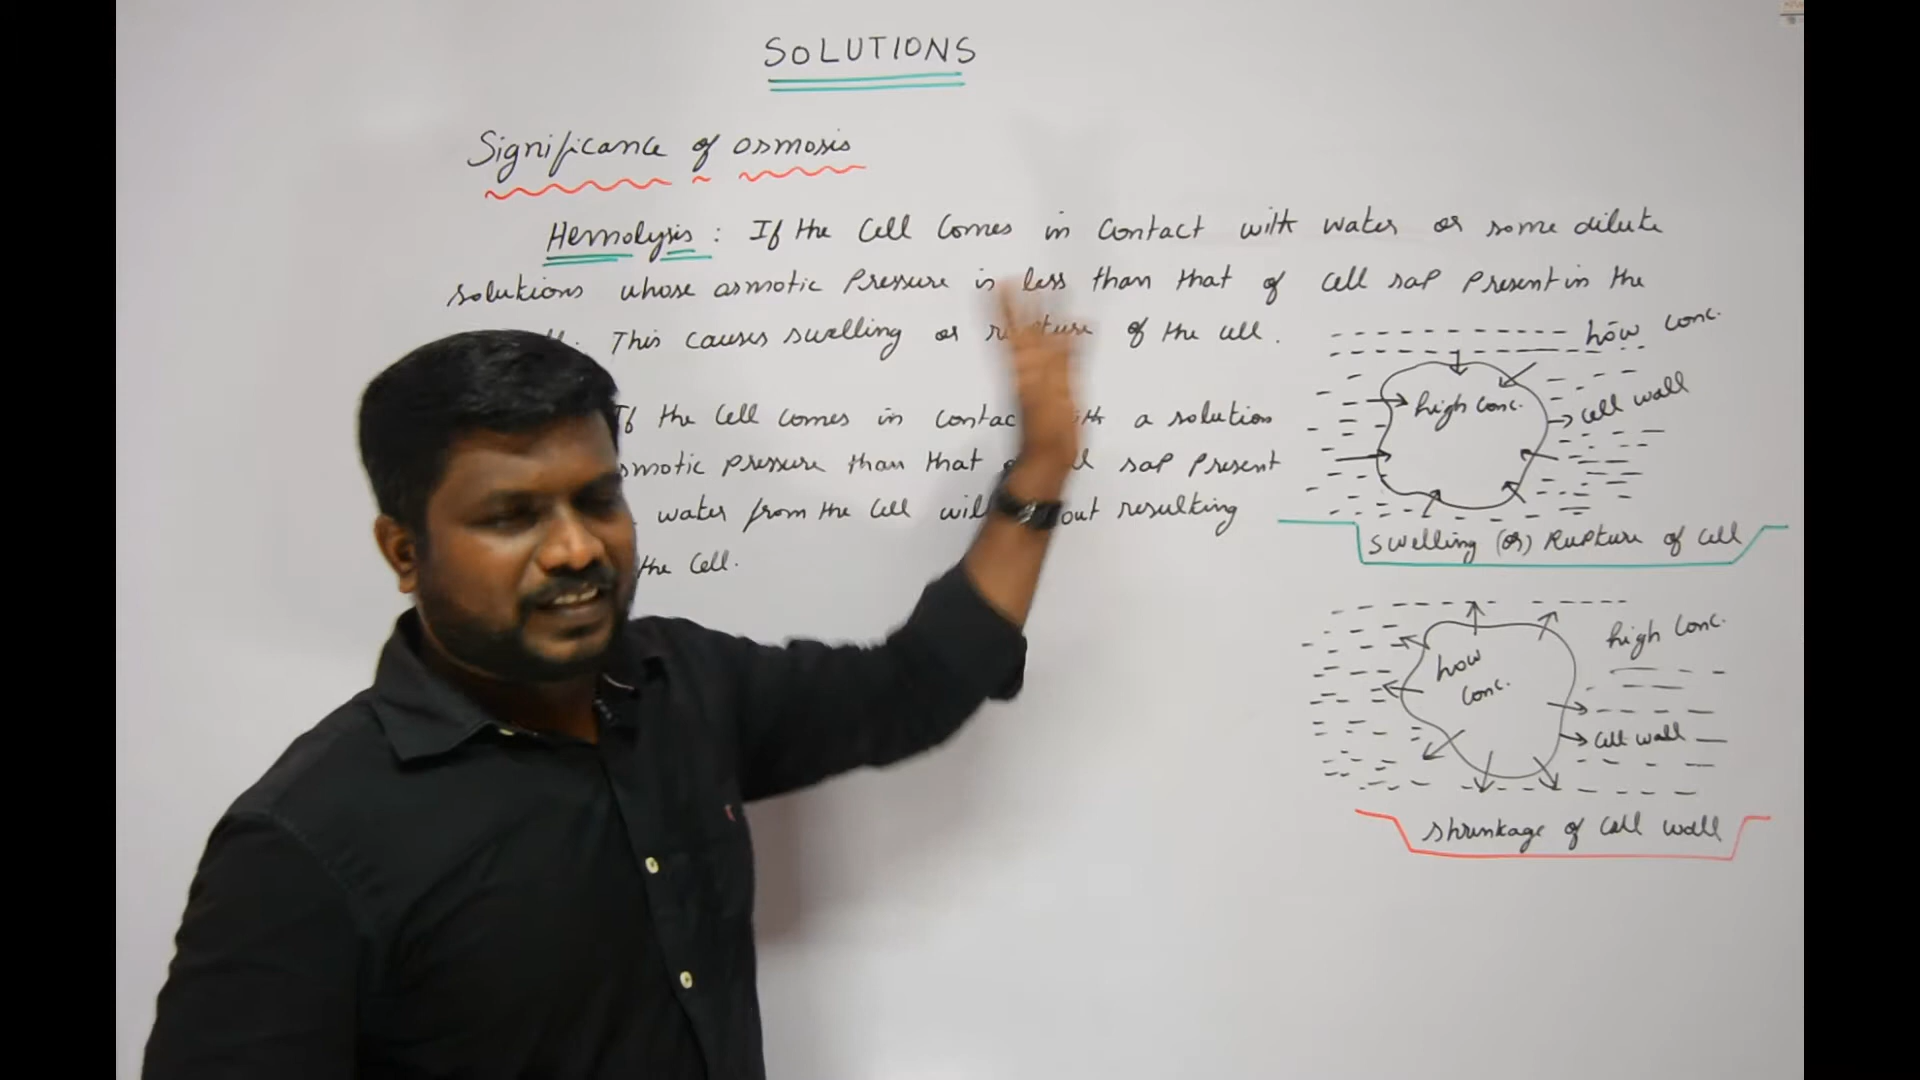 SOLUTIONS
Significance of osmosis
Hemolysis : If the cell comes in contact with water or some dilute
solutions whose osmotic pressure is less than that of cell sap present in the
This causes swelling or of the cell.
If the cell comes in with a solution
osmotic pressure than that sap present
water from the cell will out resulting
the cell.
Low conc.
high conc.
cell wall
swelling (or) Rupture of cell
high conc.
Low
conc.
cell wall
shrinkage of cell wall